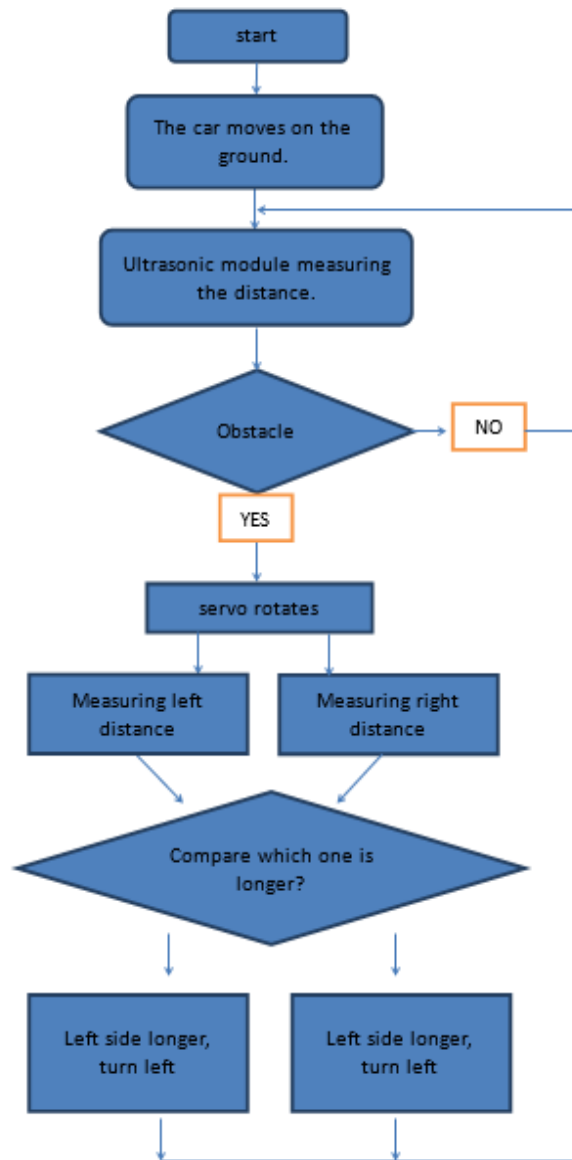 start
The car moves on the
ground.
Ultrasonic module measuring
the distance.
Obstacle
NO
YES
servo rotates
Measuring left
distance
Measuring right
distance
Compare which one is
longer?
Left side longer,
turn left
Left side longer,
turn left